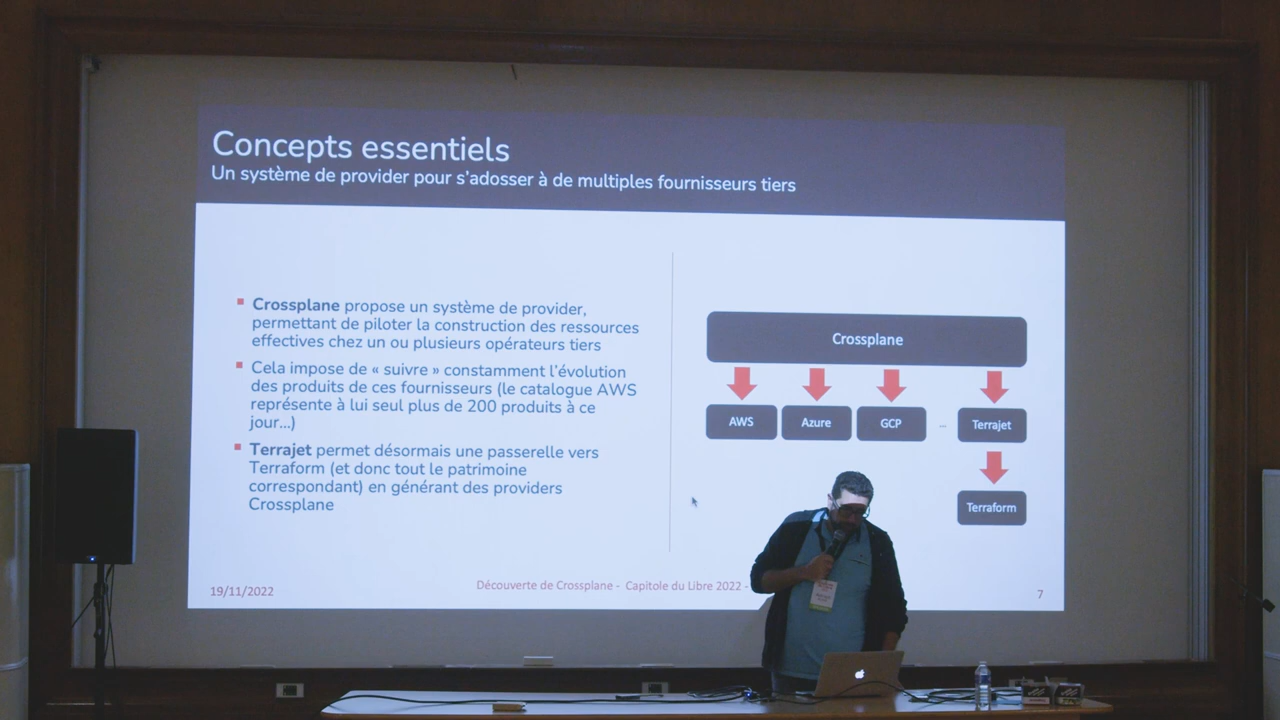 Concepts essentiels
Un système de provider pour s'adosser à de multiples fournisseurs tiers
Crossplane propose un système de provider,
permettant de piloter la construction des ressources
effectives chez un ou plusieurs opérateurs tiers
Cela impose de « suivre » constamment l'évolution
des produits de ces fournisseurs (le catalogue AWS
représente à lui seul plus de 200 produits à ce
jour...)
Terrajet permet désormais une passerelle vers
Terraform (et donc tout le patrimoine
correspondant) en générant des providers
Crossplane
Crossplane
AWS
Azure
GCP
...
Terrajet
Terraform
19/11/2022
Découverte de Crossplane - Capitole du Libre 2022 -
7